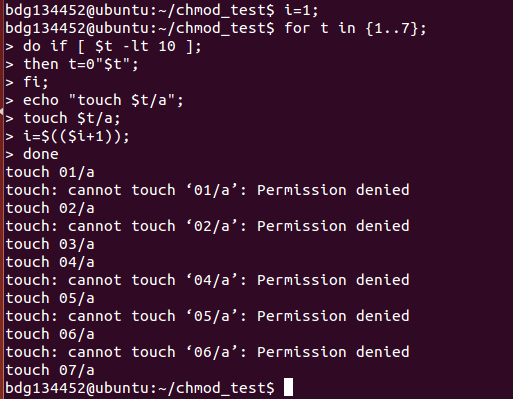 bdg134452@ubuntu:~/chmod_test$ i=1;
bdg134452@ubuntu:~/chmod_test$ for t in {1..7};
> do if [ $t -lt 10 ];
> then t=0"$t";
> fi;
> echo "touch $t/a";
> touch $t/a;
> i=$(($i+1));
> done
touch 01/a
touch: cannot touch ‘01/a’: Permission denied
touch 02/a
touch: cannot touch ‘02/a’: Permission denied
touch 03/a
touch 04/a
touch: cannot touch ‘04/a’: Permission denied
touch 05/a
touch: cannot touch ‘05/a’: Permission denied
touch 06/a
touch: cannot touch ‘06/a’: Permission denied
touch 07/a
bdg134452@ubuntu:~/chmod_test$